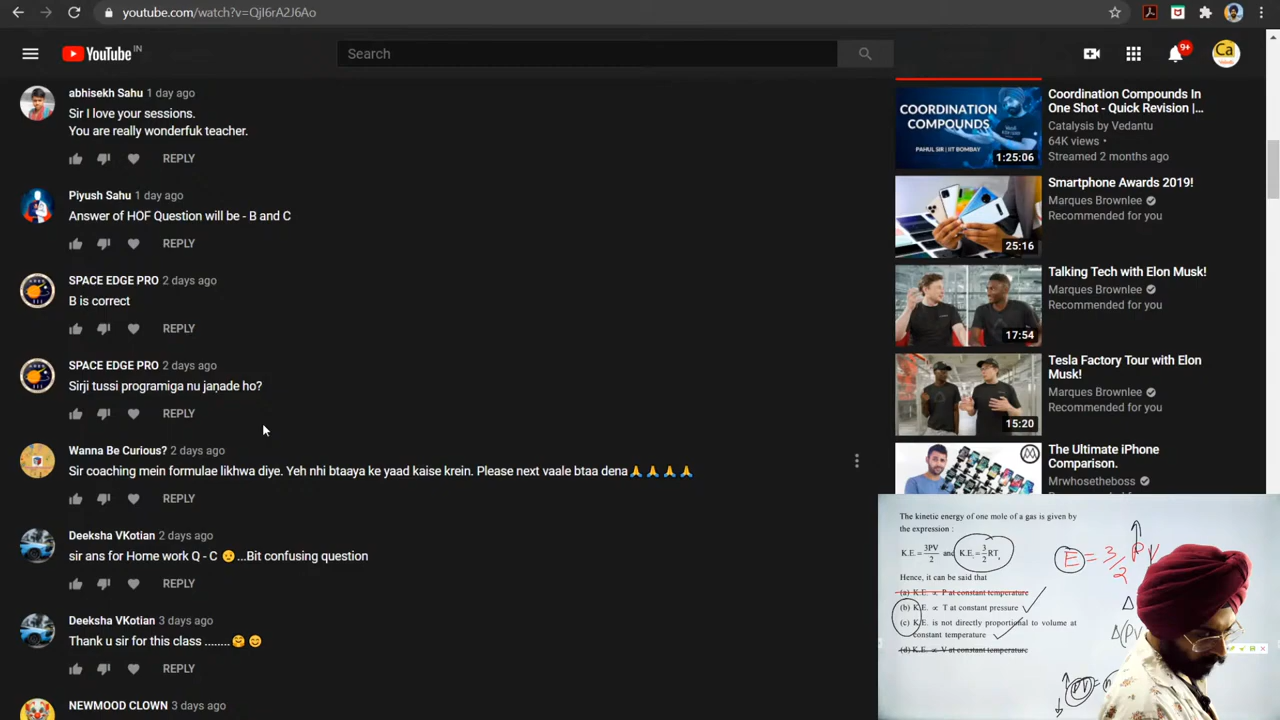 youtube.com/watch?v=QjI6rA2J6Ao
YouTube IN
Search
9+
Ca
Vedantu
abhisekh Sahu 1 day ago
Sir I love your sessions.
You are really wonderfuk teacher.
REPLY
Piyush Sahu 1 day ago
Answer of HOF Question will be - B and C
REPLY
SPACE EDGE PRO 2 days ago
B is correct
REPLY
SPACE EDGE PRO 2 days ago
Sirji tussi programiga nu janade ho?
REPLY
Wanna Be Curious? 2 days ago
Sir coaching mein formulae likhwa diye. Yeh nhi btaaya ke yaad kaise krein. Please next vaale btaa dena🙏🙏🙏🙏
REPLY
Deeksha VKotian 2 days ago
sir ans for Home work Q - C 😯...Bit confusing question
REPLY
Deeksha VKotian 3 days ago
Thank u sir for this class ....... 🤗 😊
REPLY
NEWMOOD CLOWN 3 days ago
COORDINATION
COMPOUNDS
PAHUL SIR | IIT BOMBAY
1:25:06
Coordination Compounds In
One Shot - Quick Revision |...
Catalysis by Vedantu
64K views •
Streamed 2 months ago
25:16
Smartphone Awards 2019!
Marques Brownlee
Recommended for you
17:54
Talking Tech with Elon Musk!
Marques Brownlee
Recommended for you
15:20
Tesla Factory Tour with Elon
Musk!
Marques Brownlee
Recommended for you
The Ultimate iPhone
Comparison.
Mrwhosetheboss
The kinetic energy of one mole of a gas is given by
the expression :
K.E. = 3PV/2 and K.E. = 3/2 RT,
Hence, it can be said that
(a) K.E. ∝ P at constant temperature
(b) K.E. ∝ T at constant pressure
(c) K.E. is not directly proportional to volume at
constant temperature
(d) K.E. ∝ V at constant temperature
E = 3/2 PV
Δ
Δ(PV
PV = n